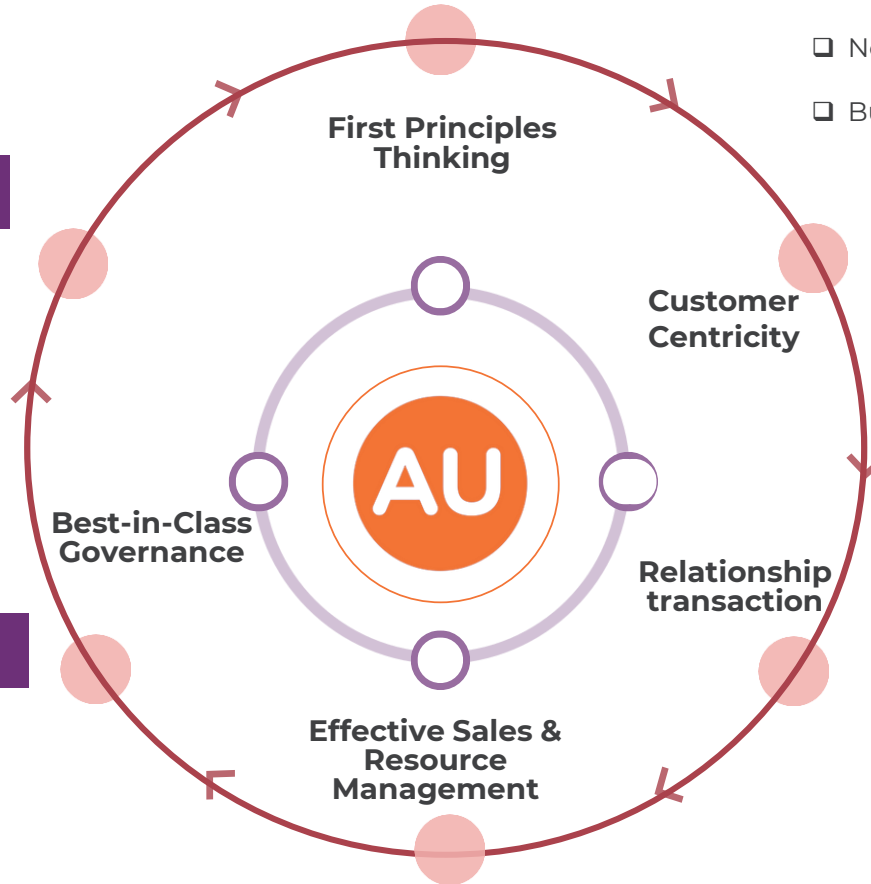 First Principles
Thinking
Customer
Centricity
AU
Best-in-Class
Governance
Relationship
transaction
Effective Sales &
Resource
Management